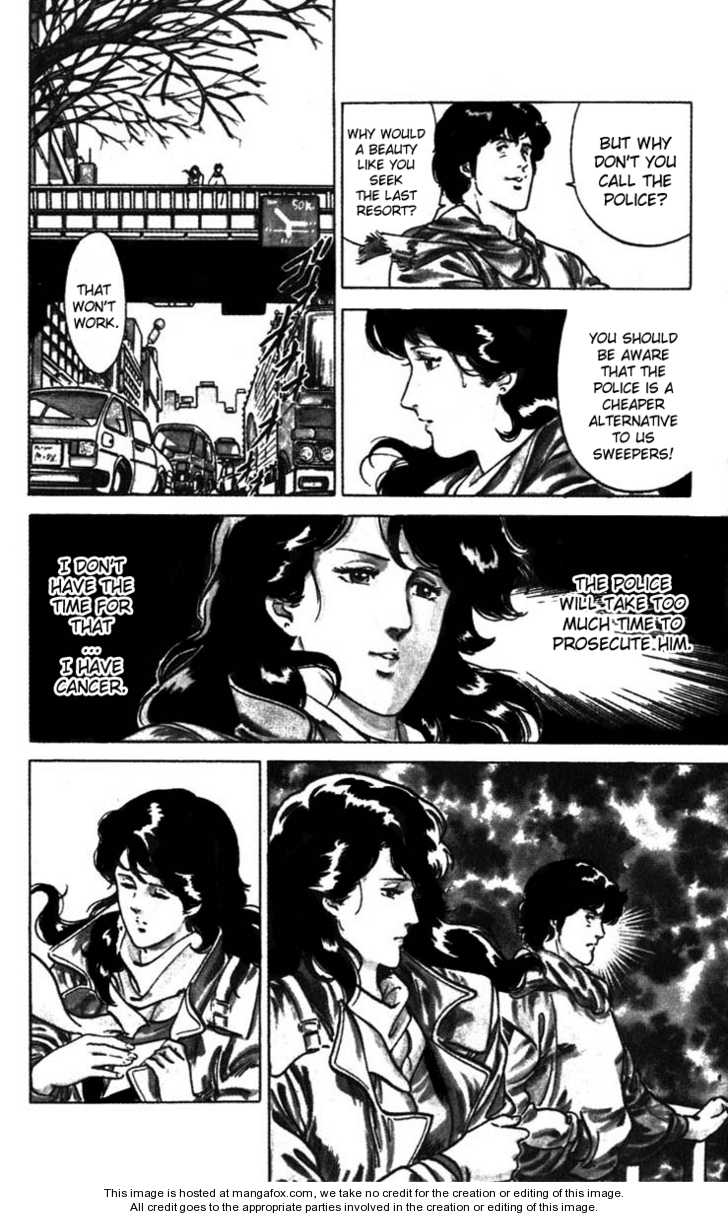 BUT WHY
DON'T YOU
CALL THE
POLICE?
WHY WOULD
A BEAUTY
LIKE YOU
SEEK
THE LAST
RESORT?
YOU SHOULD
BE AWARE
THAT THE
POLICE IS A
CHEAPER
ALTERNATIVE
TO US
SWEEPERS!
THAT
WON'T
WORK.
THE POLICE
WILL TAKE TOO
MUCH TIME TO
PROSECUTE HIM.
I DON'T
HAVE THE
TIME FOR
THAT
...
I HAVE
CANCER.
This image is hosted at mangafox.com, we take no credit for the creation or editing of this image.
All credit goes to the appropriate parties involved in the creation or editing of this image.